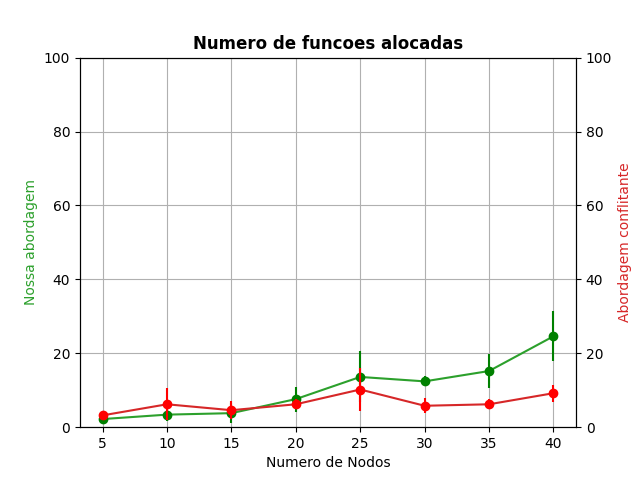 Numero de funcoes alocadas
100
80
60
40
20
0
Nossa abordagem
100
80
60
40
20
0
Abordagem conflitante
5 10 15 20 25 30 35 40
Numero de Nodos